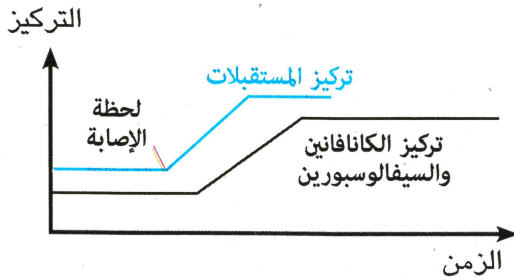 التركيز
تركيز المستقبلات
لحظة
الإصابة
تركيز الكانافانين
والسيفالوسبورين
الزمن